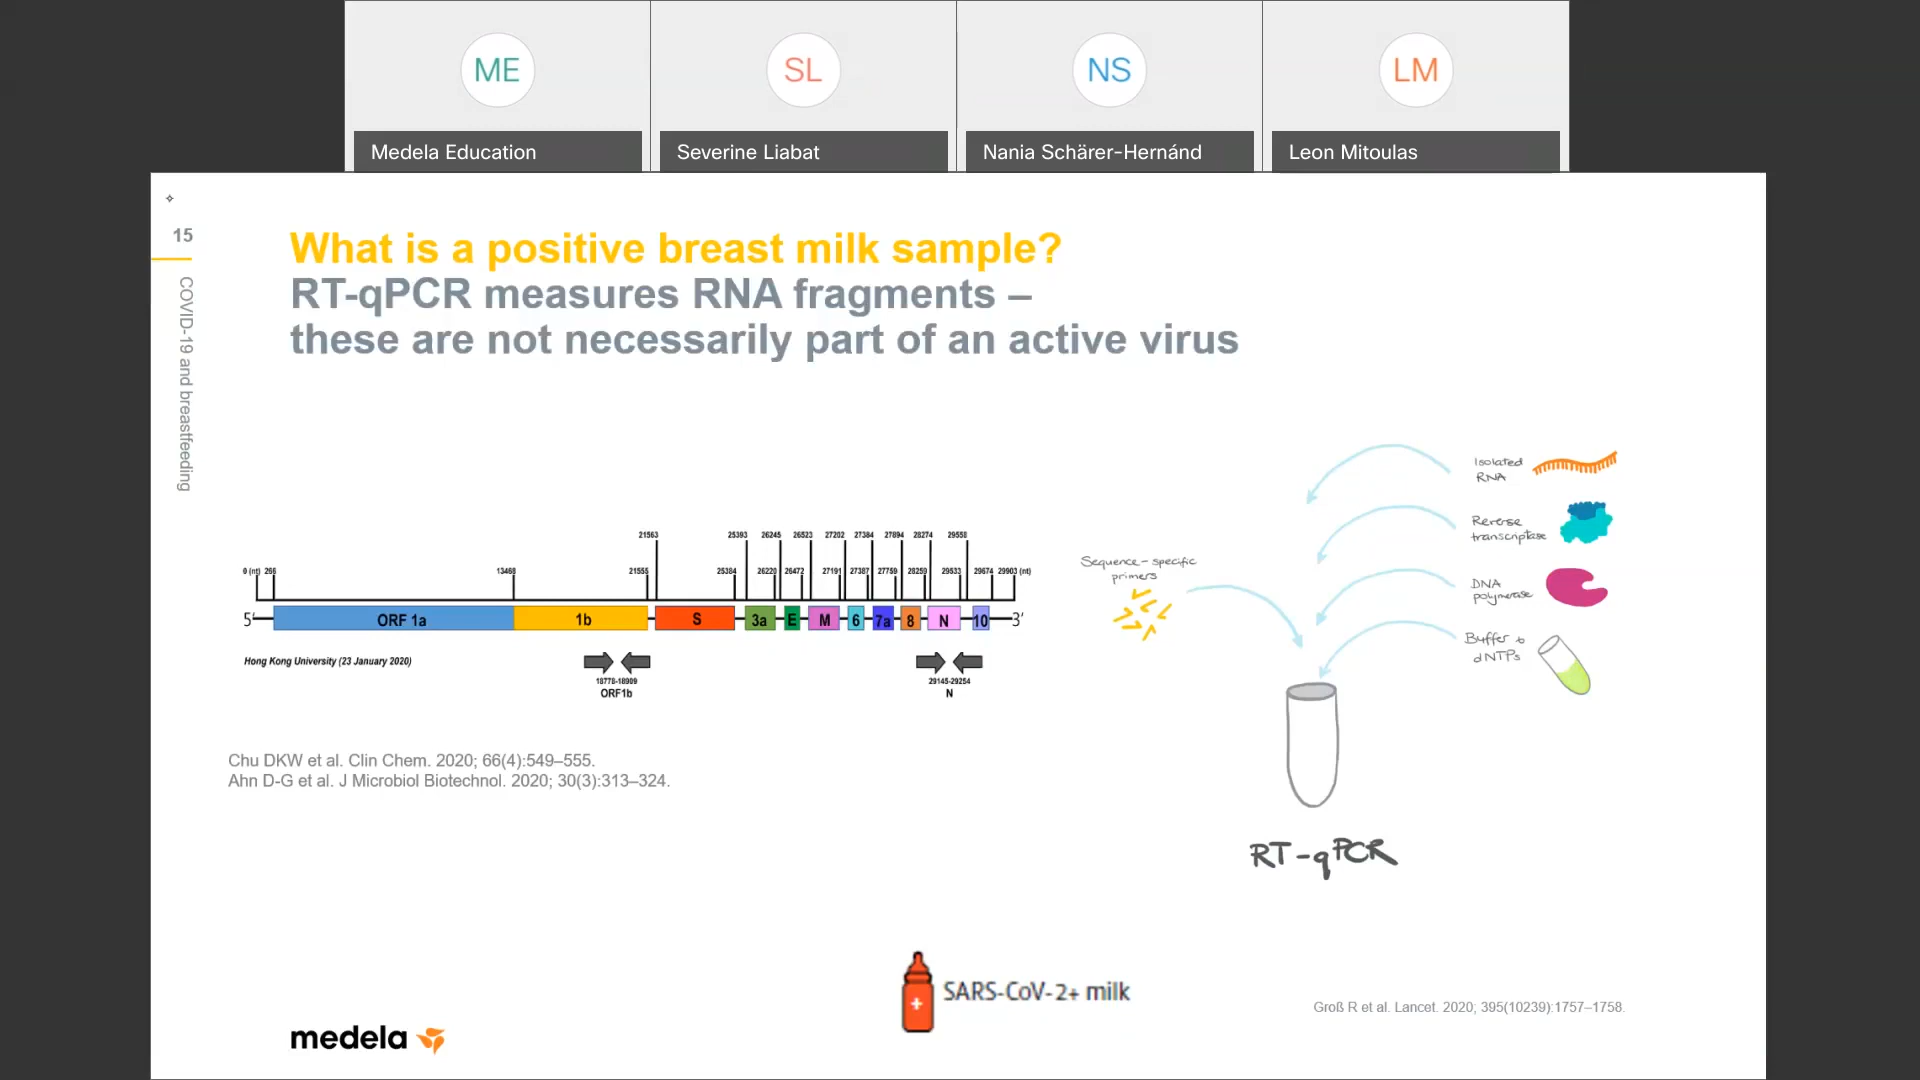 ME
SL
NS
LM
Medela Education
Severine Liabat
Nania Schärer-Hernánd
Leon Mitoulas
15
COVID-19 and breastfeeding
What is a positive breast milk sample?
RT-qPCR measures RNA fragments –
these are not necessarily part of an active virus
21563 25393 26245 26523 27202 27384 27894 28274 29558
0 (nt) 266 13468 21555 25384 26220 26472 27191 27387 27759 28259 29533 29674 29903 (nt)
5' ORF 1a 1b S 3a E M 6 7a 8 N 10 3'
Hong Kong University (23 January 2020)
18778-18909
ORF1b
29145-29254
N
Chu DKW et al. Clin Chem. 2020; 66(4):549–555.
Ahn D-G et al. J Microbiol Biotechnol. 2020; 30(3):313–324.
Sequence-specific
primers
Isolated
RNA
Reverse
transcriptase
DNA
polymerase
Buffer +
dNTPs
RT-qPCR
SARS-CoV-2+ milk
Groß R et al. Lancet. 2020; 395(10239):1757–1758.
medela